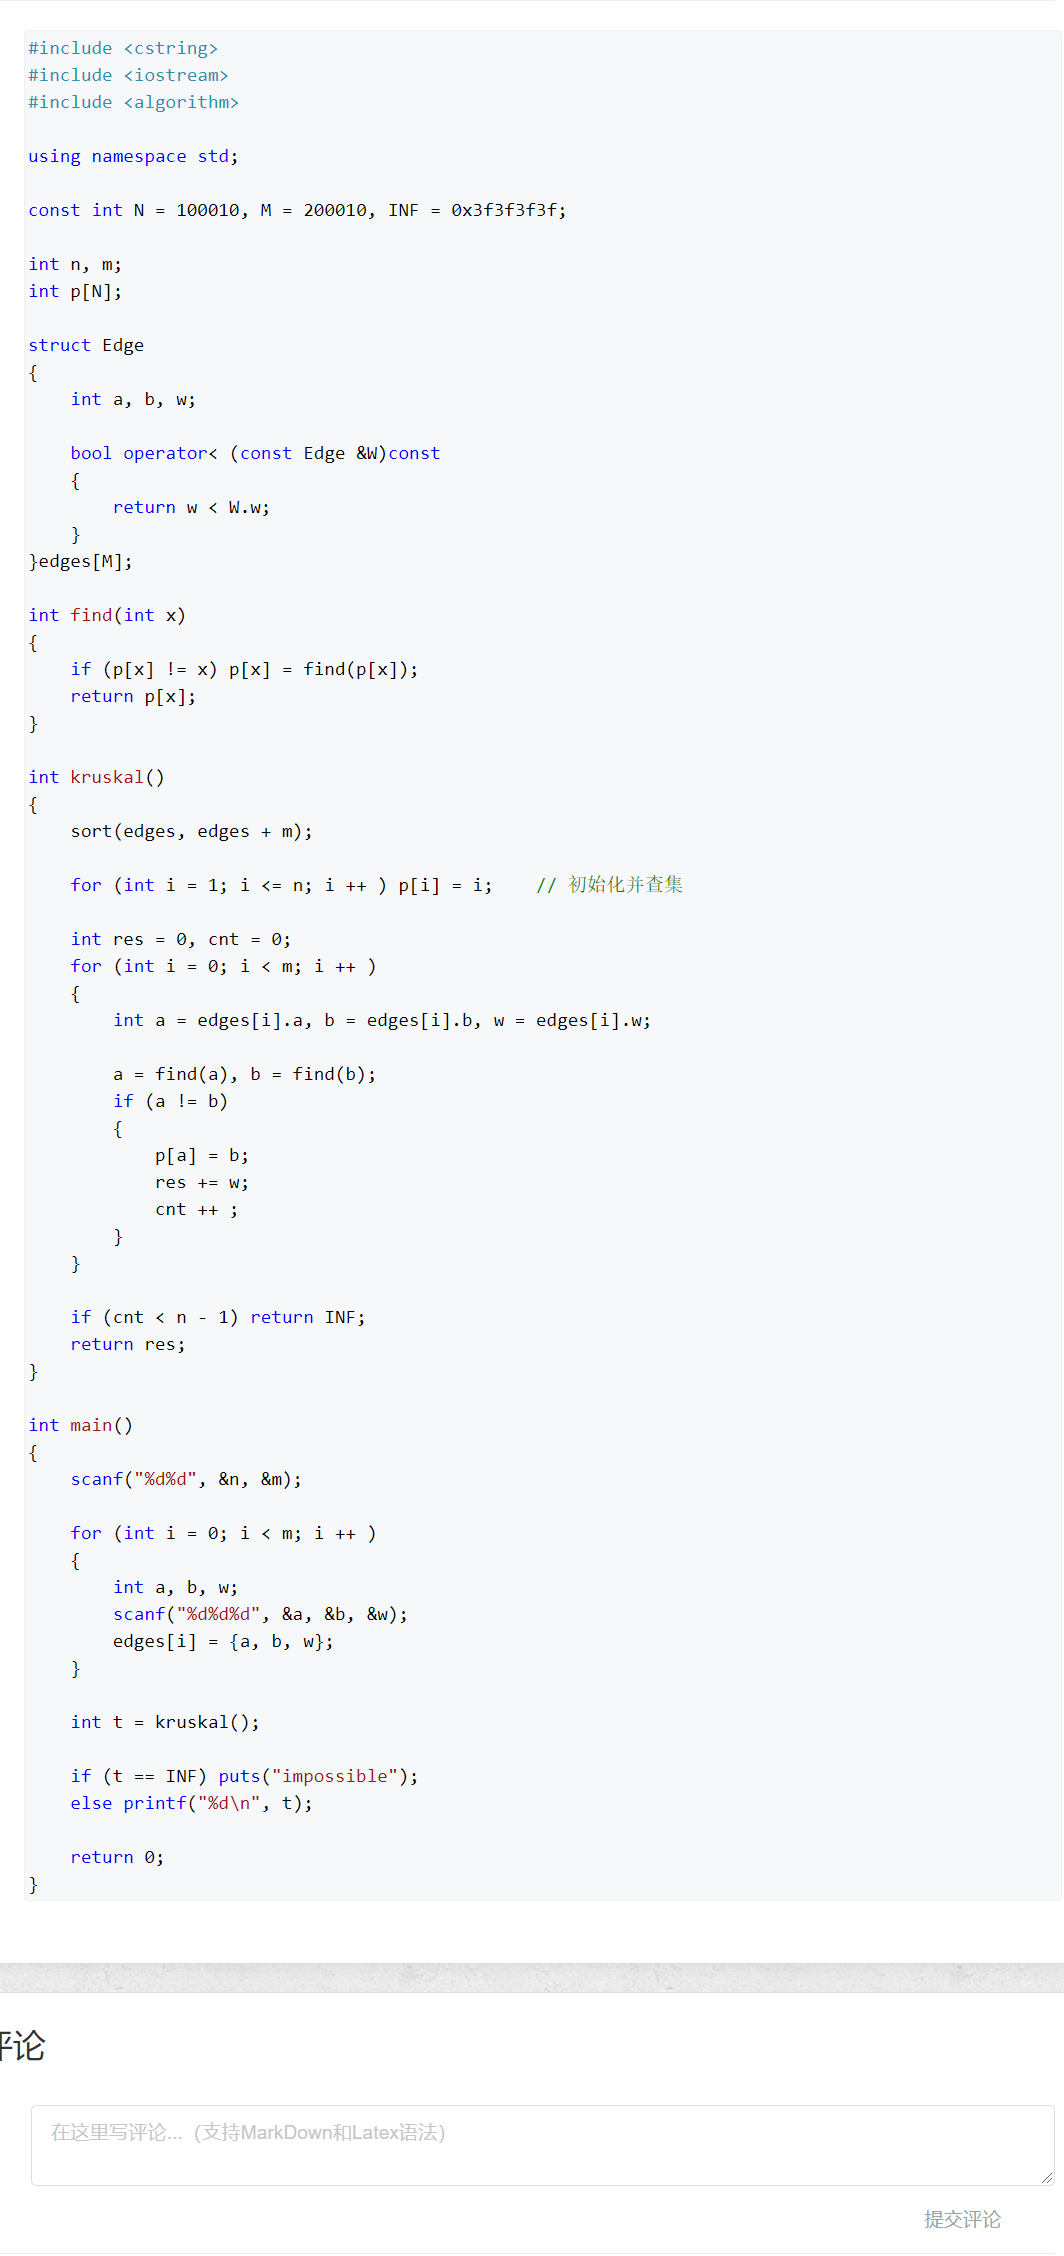 #include <cstring>
#include <iostream>
#include <algorithm>

using namespace std;

const int N = 100010, M = 200010, INF = 0x3f3f3f3f;

int n, m;
int p[N];

struct Edge
{
    int a, b, w;

    bool operator< (const Edge &W)const
    {
        return w < W.w;
    }
}edges[M];

int find(int x)
{
    if (p[x] != x) p[x] = find(p[x]);
    return p[x];
}

int kruskal()
{
    sort(edges, edges + m);

    for (int i = 1; i <= n; i ++ ) p[i] = i;    // 初始化并查集

    int res = 0, cnt = 0;
    for (int i = 0; i < m; i ++ )
    {
        int a = edges[i].a, b = edges[i].b, w = edges[i].w;

        a = find(a), b = find(b);
        if (a != b)
        {
            p[a] = b;
            res += w;
            cnt ++ ;
        }
    }

    if (cnt < n - 1) return INF;
    return res;
}

int main()
{
    scanf("%d%d", &n, &m);

    for (int i = 0; i < m; i ++ )
    {
        int a, b, w;
        scanf("%d%d%d", &a, &b, &w);
        edges[i] = {a, b, w};
    }

    int t = kruskal();

    if (t == INF) puts("impossible");
    else printf("%d\n", t);

    return 0;
}
评论
在这里写评论... (支持MarkDown和Latex语法)
提交评论